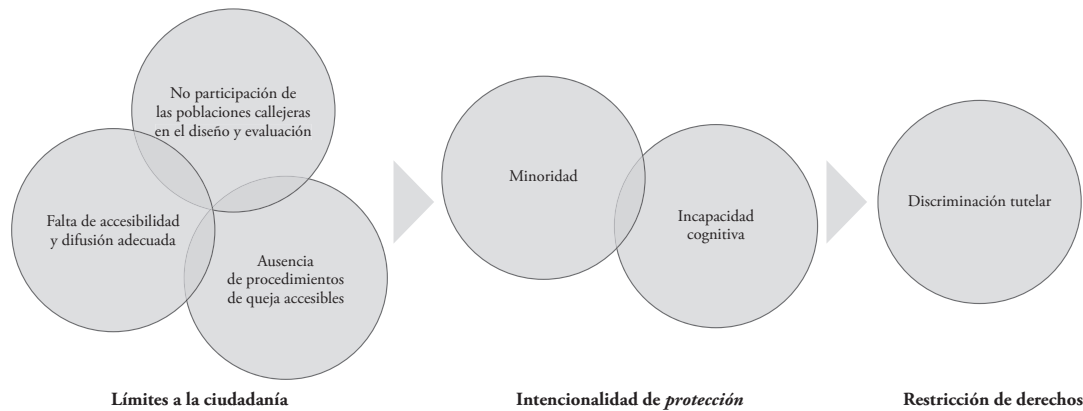 No participación de
las poblaciones callejeras
en el diseño y evaluación
Falta de accesibilidad
y difusión adecuada
Ausencia
de procedimientos
de queja accesibles
Límites a la ciudadanía
Minoridad
Incapacidad
cognitiva
Intencionalidad de protección
Discriminación tutelar
Restricción de derechos